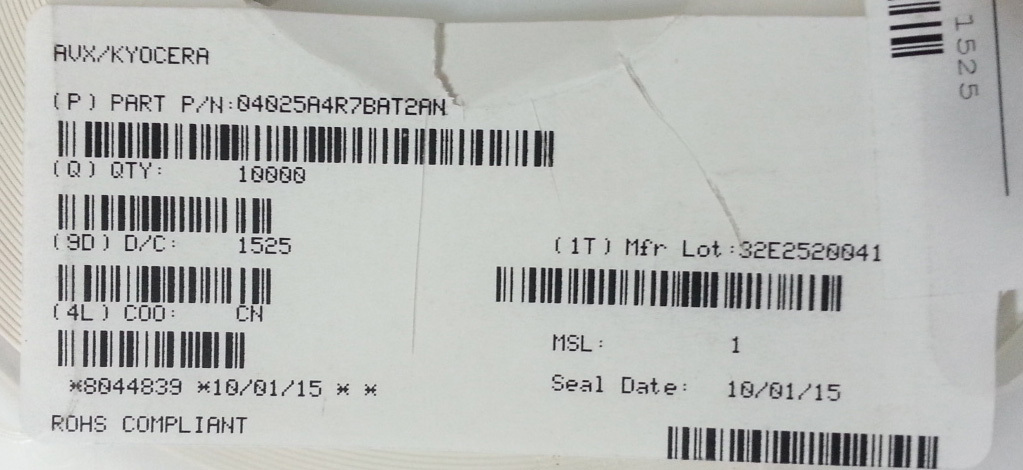 AVX/KYOCERA
1525
(P) PART P/N:04025A4R7BAT2AN
(Q) QTY: 10000
(9D) D/C: 1525
(1T) Mfr Lot:32E2520041
(4L) COO: CN
MSL: 1
*8044839 *10/01/15 * *
Seal Date: 10/01/15
ROHS COMPLIANT